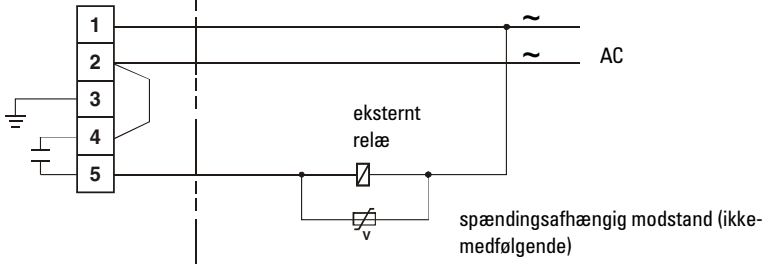 1
~
2
~
AC
3
eksternt
relæ
4
5
v
spændingsafhængig modstand (ikke-
medfølgende)